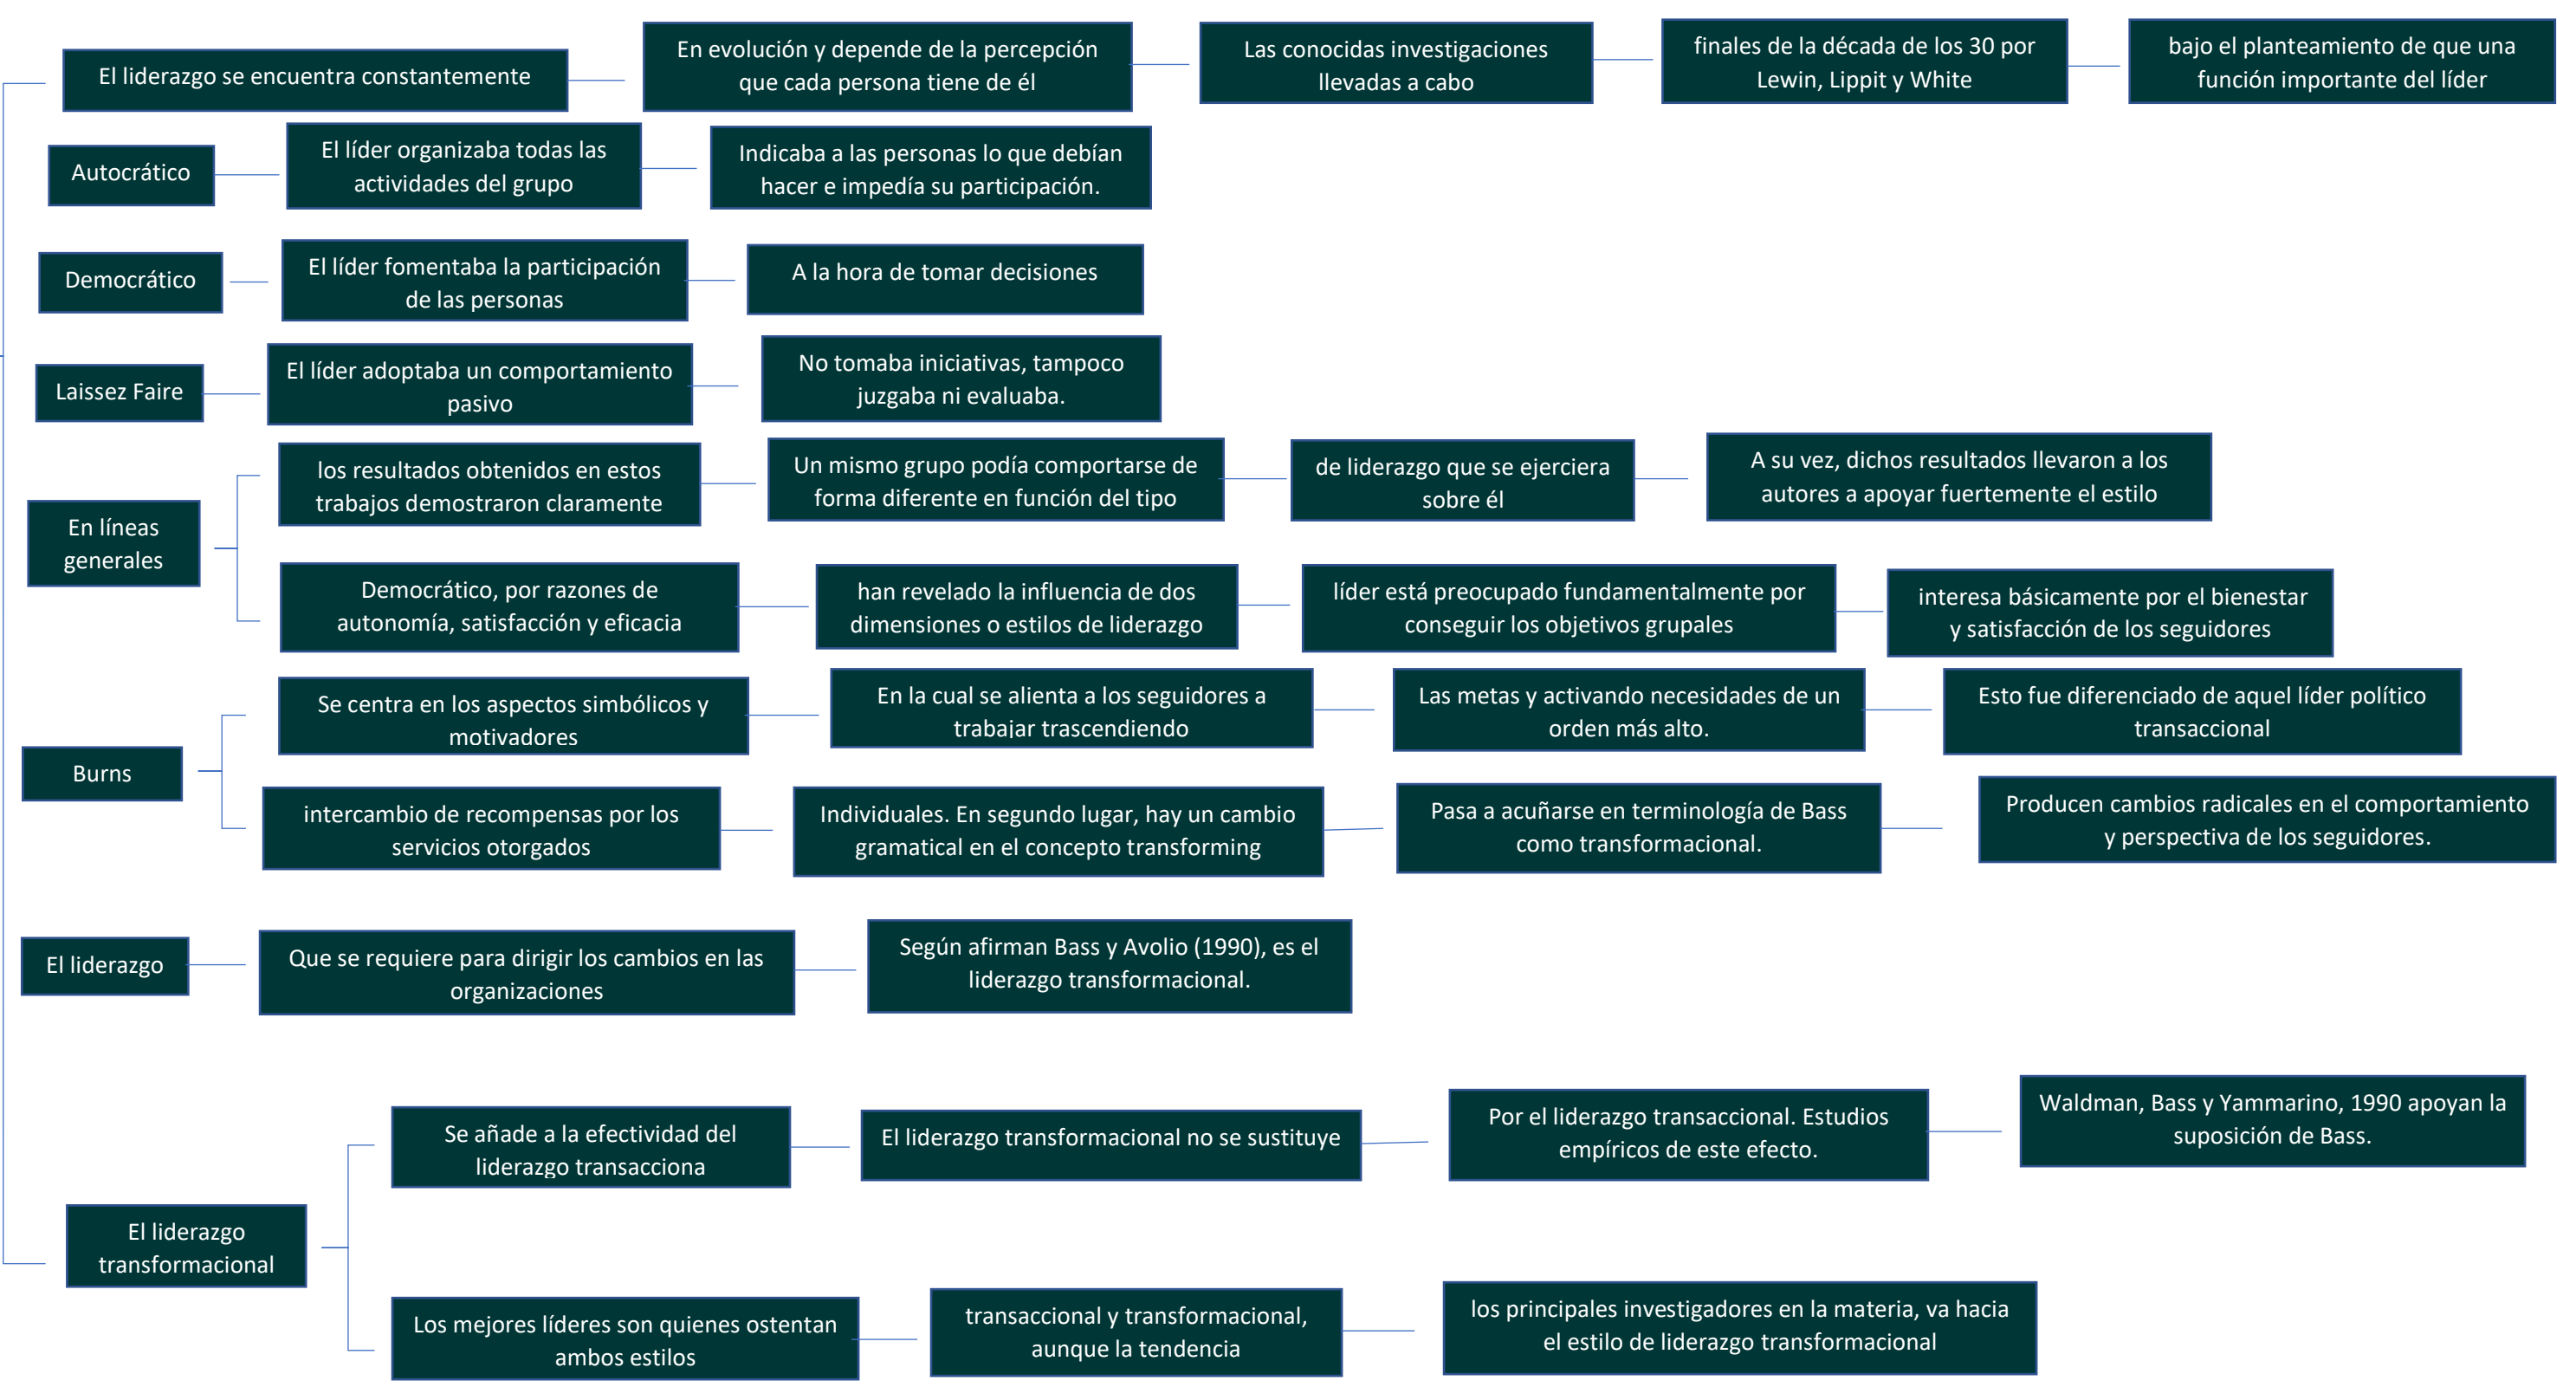 El liderazgo se encuentra constantemente
En evolución y depende de la percepción
que cada persona tiene de él
Las conocidas investigaciones
llevadas a cabo
finales de la década de los 30 por
Lewin, Lippit y White
bajo el planteamiento de que una
función importante del líder
Autocrático
El líder organizaba todas las
actividades del grupo
Indicaba a las personas lo que debían
hacer e impedía su participación.
Democrático
El líder fomentaba la participación
de las personas
A la hora de tomar decisiones
Laissez Faire
El líder adoptaba un comportamiento
pasivo
No tomaba iniciativas, tampoco
juzgaba ni evaluaba.
En líneas
generales
los resultados obtenidos en estos
trabajos demostraron claramente
Un mismo grupo podía comportarse de
forma diferente en función del tipo
de liderazgo que se ejerciera
sobre él
A su vez, dichos resultados llevaron a los
autores a apoyar fuertemente el estilo
Democrático, por razones de
autonomía, satisfacción y eficacia
han revelado la influencia de dos
dimensiones o estilos de liderazgo
líder está preocupado fundamentalmente por
conseguir los objetivos grupales
interesa básicamente por el bienestar
y satisfacción de los seguidores
Burns
Se centra en los aspectos simbólicos y
motivadores
En la cual se alienta a los seguidores a
trabajar trascendiendo
Las metas y activando necesidades de un
orden más alto.
Esto fue diferenciado de aquel líder político
transaccional
intercambio de recompensas por los
servicios otorgados
Individuales. En segundo lugar, hay un cambio
gramatical en el concepto transforming
Pasa a acuñarse en terminología de Bass
como transformacional.
Producen cambios radicales en el comportamiento
y perspectiva de los seguidores.
El liderazgo
Que se requiere para dirigir los cambios en las
organizaciones
Según afirman Bass y Avolio (1990), es el
liderazgo transformacional.
El liderazgo
transformacional
Se añade a la efectividad del
liderazgo transacciona
El liderazgo transformacional no se sustituye
Por el liderazgo transaccional. Estudios
empíricos de este efecto.
Waldman, Bass y Yammarino, 1990 apoyan la
suposición de Bass.
Los mejores líderes son quienes ostentan
ambos estilos
transaccional y transformacional,
aunque la tendencia
los principales investigadores en la materia, va hacia
el estilo de liderazgo transformacional